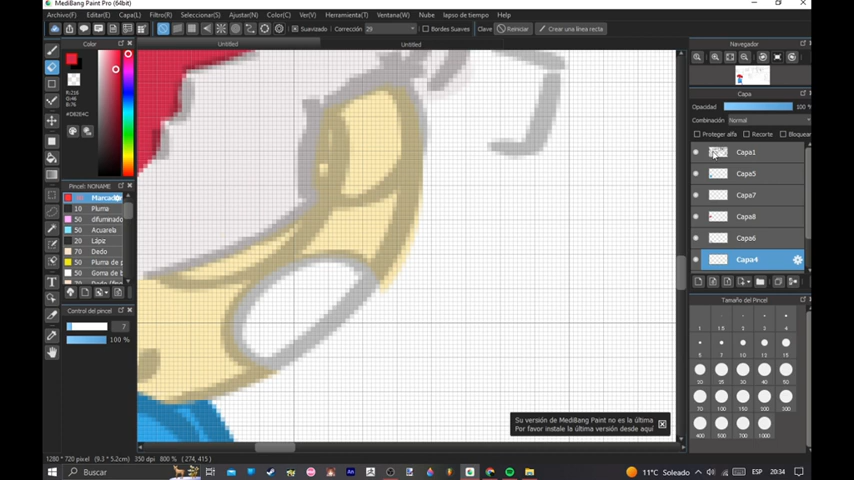 MediBang Paint Pro (64bit)
Archivo(F) Editar(E) Capa(L) Filtro(R) Seleccionar(S) Ajustar(N) Color(C) Ver(V) Herramienta(T) Ventana(W) Nube lapso de tiempo Help
Suavizado Corrección 29 Bordes Suaves Clave Reiniciar Crear una línea recta
Color
Untitled
Untitled
Navegador
R:216
G:46
B:76
#D82E4C
Capa
Opacidad 100 %
Combinación Normal
Proteger alfa Recorte Bloquear
Capa1
Capa5
Capa7
Capa8
Capa6
Capa4
Pincel: NONAME
Marcador
10 Pluma
50 difuminado
50 Acuarela
20 Lápiz
70 Dedo
50 Pluma de p
50 Goma de b
Control del pincel
7
100 %
Tamaño del Pincel
1 1.5 2 3 4
5 7 10 12 15
20 25 30 40 50
70 100 150 200 300
400 500 700 1000
Su versión de MediBang Paint no es la última
Por favor instale la última versión desde aquí
1280 * 720 pixel (9.3 * 5.2cm) 350 dpi 800 % ( 274, 415 )
Buscar
11°C Soleado
ESP
20:34